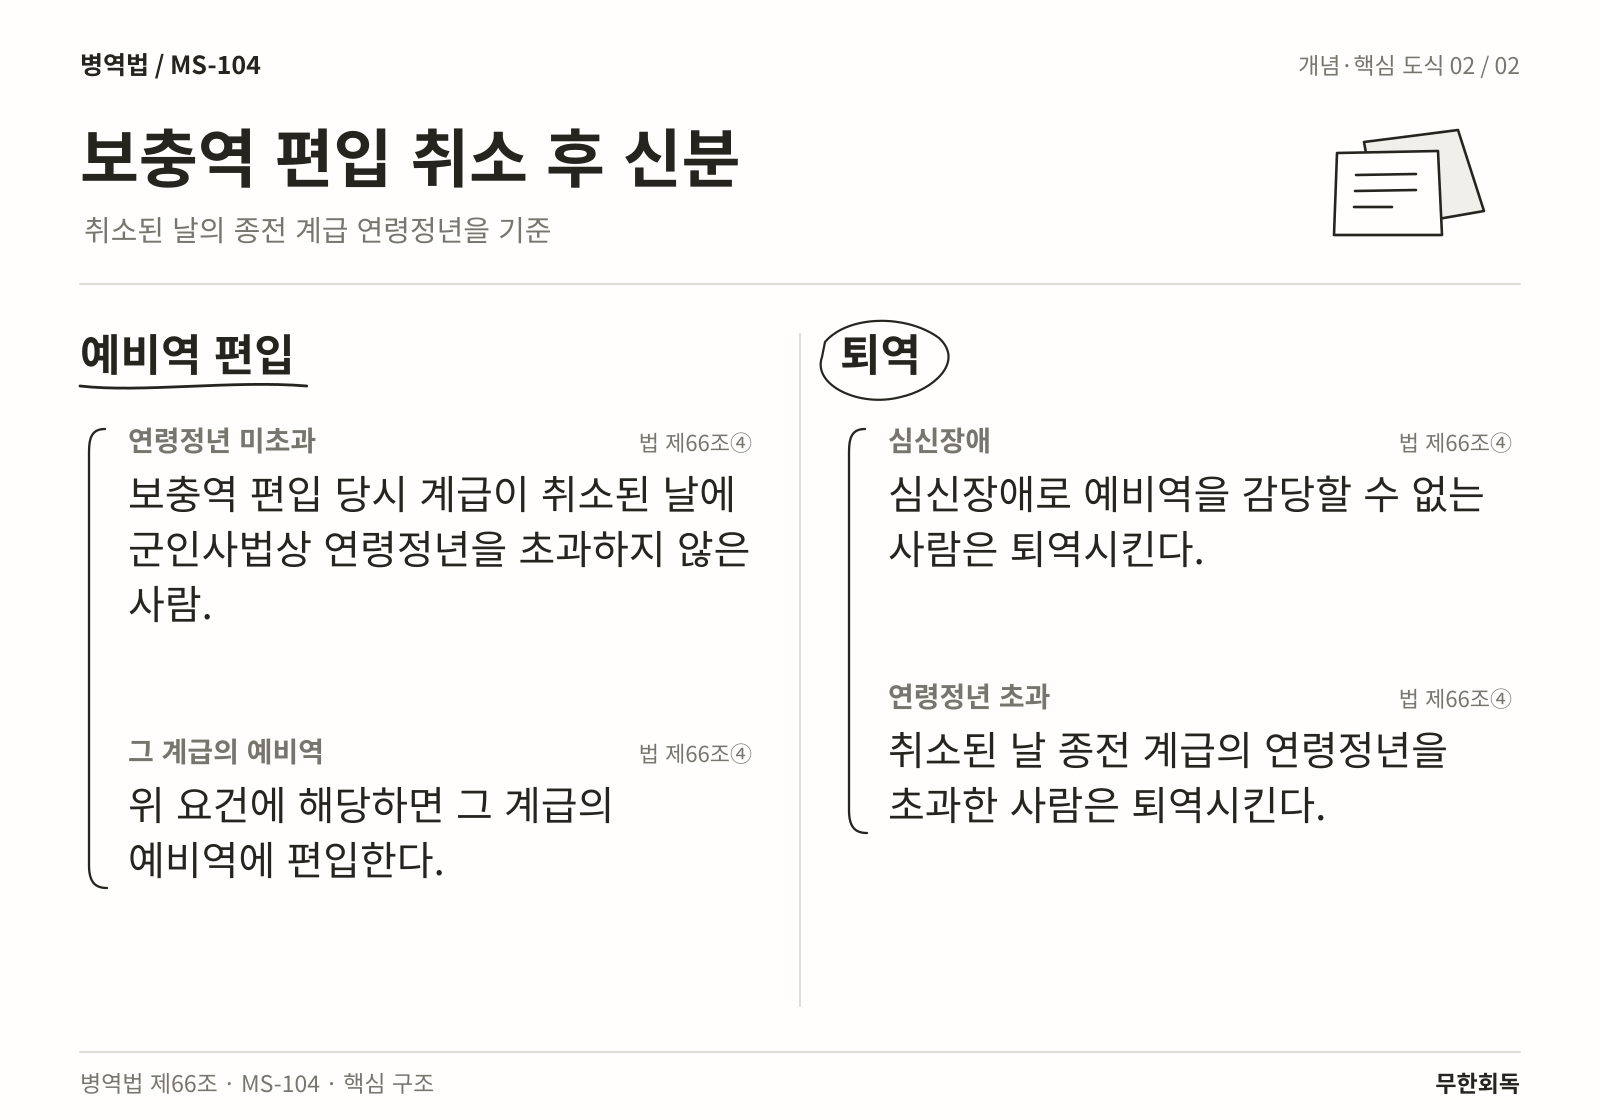 병역법 / MS-104
개념·핵심 도식 02 / 02
보충역 편입 취소 후 신분
취소된 날의 종전 계급 연령정년을 기준
예비역 편입
연령정년 미초과
법 제66조④
보충역 편입 당시 계급이 취소된 날에
군인사법상 연령정년을 초과하지 않은
사람.
그 계급의 예비역
법 제66조④
위 요건에 해당하면 그 계급의
예비역에 편입한다.
퇴역
심신장애
법 제66조④
심신장애로 예비역을 감당할 수 없는
사람은 퇴역시킨다.
연령정년 초과
법 제66조④
취소된 날 종전 계급의 연령정년을
초과한 사람은 퇴역시킨다.
병역법 제66조 · MS-104 · 핵심 구조
무한회독